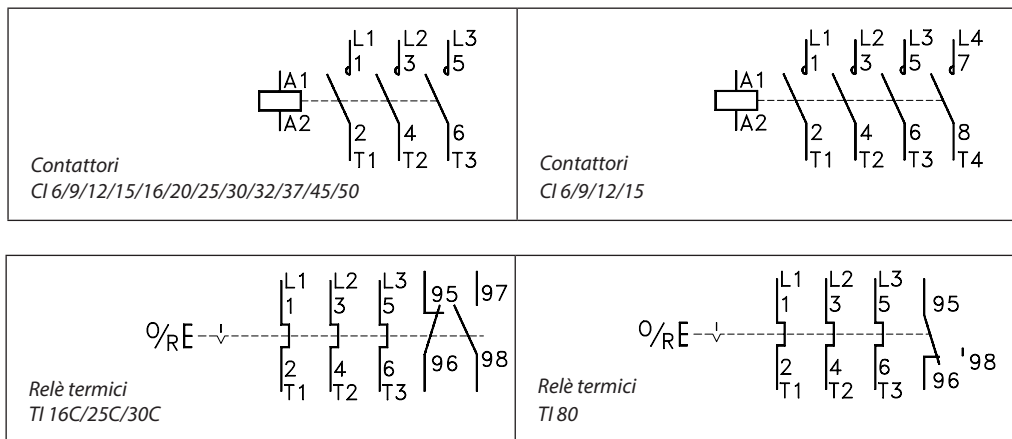 L1 L2 L3
1 3 5
A1
A2
2 4 6
T1 T2 T3
Contattori
CI 6/9/12/15/16/20/25/30/32/37/45/50
L1 L2 L3 L4
1 3 5 7
A1
A2
2 4 6 8
T1 T2 T3 T4
Contattori
CI 6/9/12/15
L1 L2 L3
1 3 5 95 97
O/R
2 4 6 96 98
T1 T2 T3
Relè termici
TI 16C/25C/30C
L1 L2 L3
1 3 5 95
O/R
2 4 6 96 98
T1 T2 T3
Relè termici
TI 80